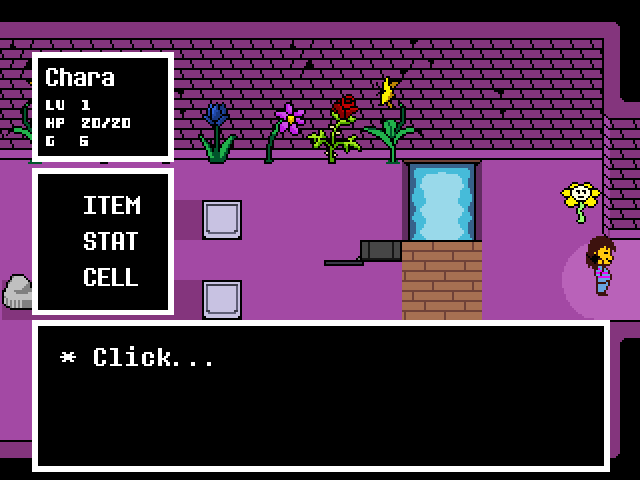 Chara
LV 1
HP 20/20
G 6
ITEM
STAT
CELL
* Click...